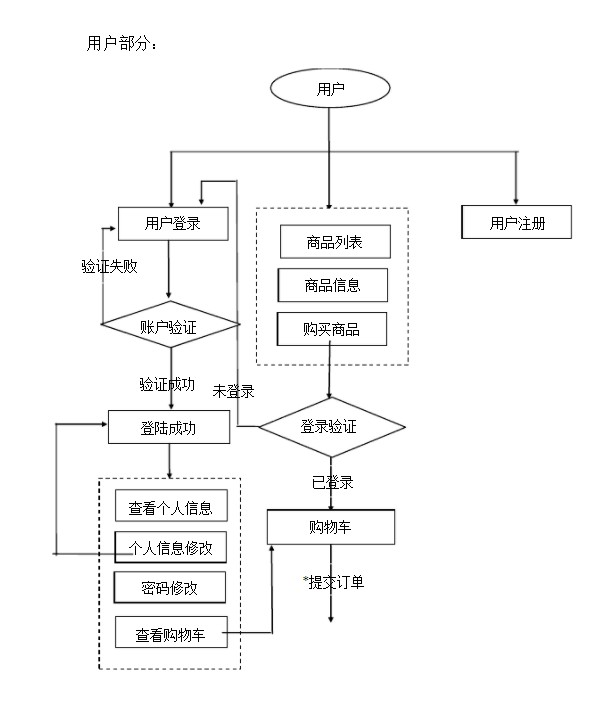 用户部分：
用户
用户登录
商品列表
用户注册
验证失败
商品信息
账户验证
购买商品
验证成功
未登录
登陆成功
登录验证
已登录
查看个人信息
购物车
个人信息修改
*提交订单
密码修改
查看购物车